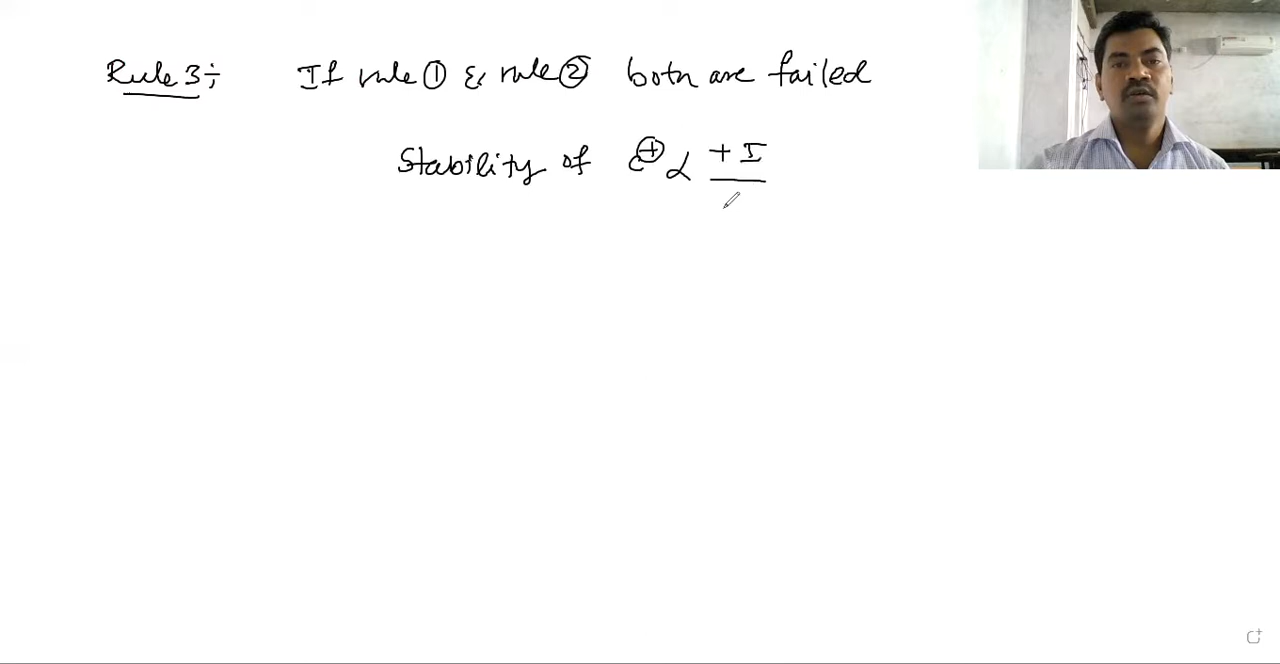 Rule 3 ÷ If rule ① & rule ② both are failed
Stability of C⊕ ∝ + I
C+